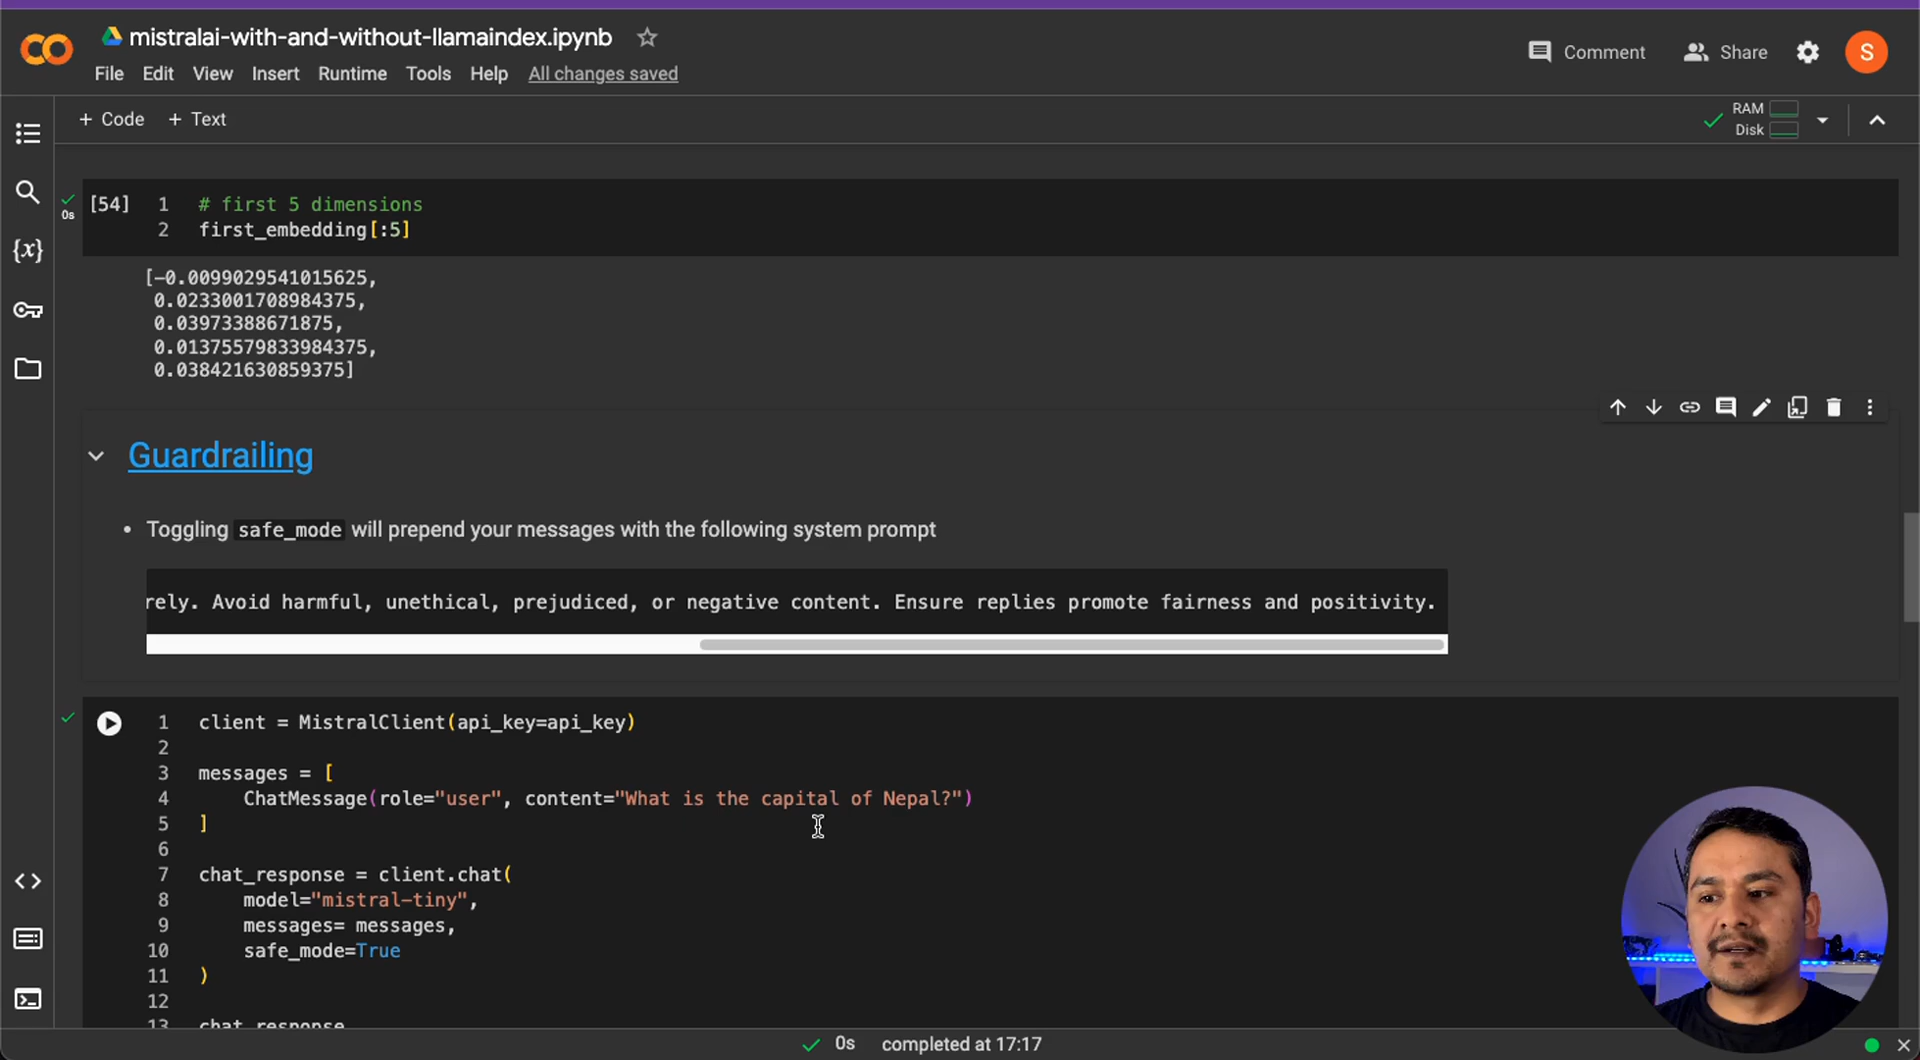 mistralai-with-and-without-llamaindex.ipynb
Comment
Share
S
File Edit View Insert Runtime Tools Help All changes saved
+ Code + Text
RAM
Disk
{x}
0s
[54]
1 # first 5 dimensions
2 first_embedding[:5]
[-0.0099029541015625,
0.0233001708984375,
0.03973388671875,
0.01375579833984375,
0.038421630859375]
Guardrailing
• Toggling safe_mode will prepend your messages with the following system prompt
rely. Avoid harmful, unethical, prejudiced, or negative content. Ensure replies promote fairness and positivity.
1 client = MistralClient(api_key=api_key)
2
3 messages = [
4 ChatMessage(role="user", content="What is the capital of Nepal?")
5 ]
6
7 chat_response = client.chat(
8 model="mistral-tiny",
9 messages= messages,
10 safe_mode=True
11 )
12
13 chat_response
0s completed at 17:17